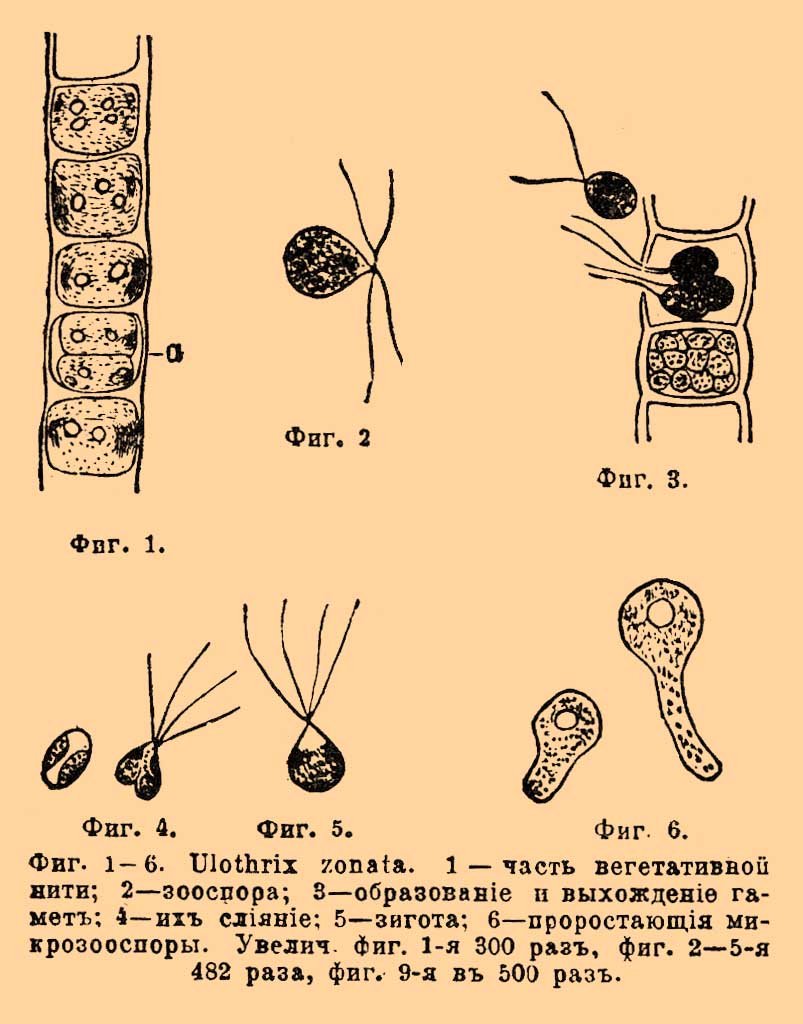 a
Фиг. 2
Фиг. 3.
Фиг. 1.
Фиг. 4.
Фиг. 5.
Фиг. 6.
Фиг. 1—6. Ulothrix zonata. 1 — часть вегетативной
нити; 2—зооспора; 3—образованіе и выхожденіе га-
метъ; 4—ихъ сліяніе; 5—зигота; 6—проростающія ми-
крозооспоры. Увелич. фиг. 1-я 300 разъ, фиг. 2—5-я
482 раза, фиг. 9-я въ 500 разъ.